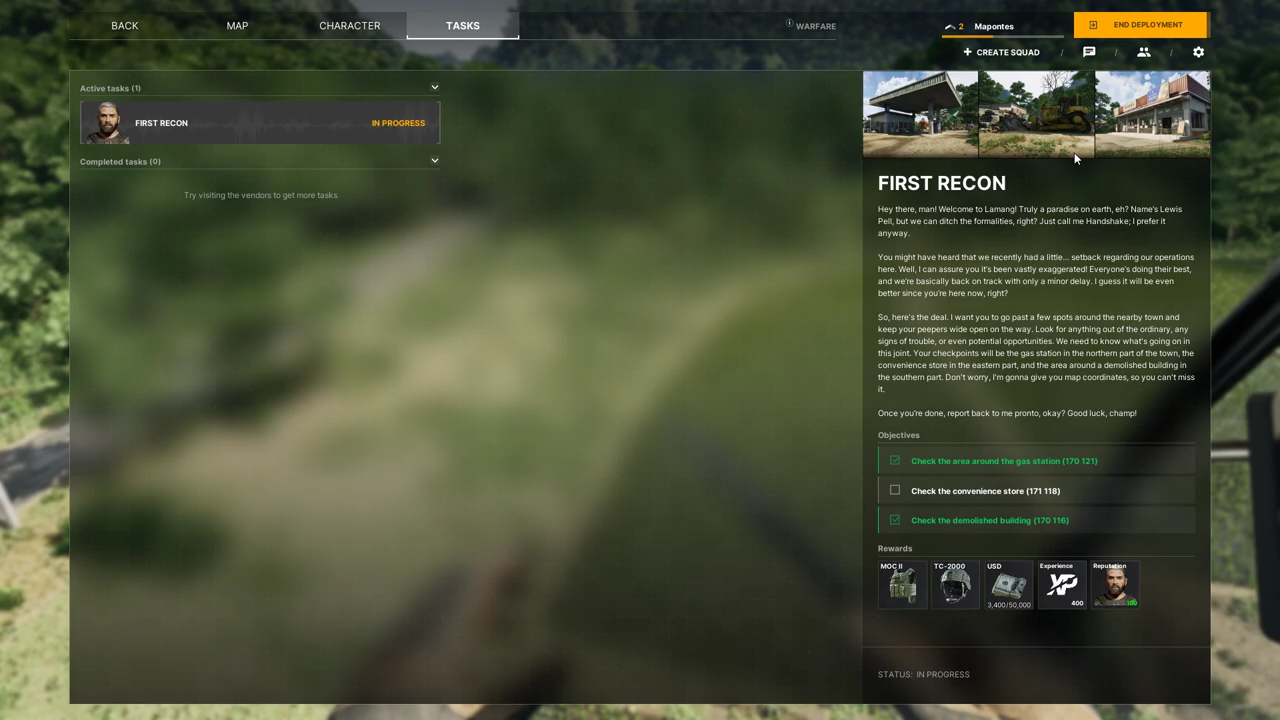 BACK
MAP
CHARACTER
TASKS
WARFARE
2 Mapontes
END DEPLOYMENT
CREATE SQUAD / / /
Active tasks (1)
FIRST RECON
IN PROGRESS
Completed tasks (0)
Try visiting the vendors to get more tasks
FIRST RECON
Hey there, man! Welcome to Lamang! Truly a paradise on earth, eh? Name's Lewis
Pell, but we can ditch the formalities, right? Just call me Handshake; I prefer it
anyway.
You might have heard that we recently had a little... setback regarding our operations
here. Well, I can assure you it's been vastly exaggerated! Everyone's doing their best,
and we're basically back on track with only a minor delay. I guess it will be even
better since you're here now, right?
So, here's the deal. I want you to go past a few spots around the nearby town and
keep your peepers wide open on the way. Look for anything out of the ordinary, any
signs of trouble, or even potential opportunities. We need to know what's going on in
this joint. Your checkpoints will be the gas station in the northern part of the town, the
convenience store in the eastern part, and the area around a demolished building in
the southern part. Don't worry, I'm gonna give you map coordinates, so you can't miss
it.
Once you're done, report back to me pronto, okay? Good luck, champ!
Objectives
Check the area around the gas station (170 121)
Check the convenience store (171 118)
Check the demolished building (170 116)
Rewards
MOC II
TC-2000
USD
3,400/50,000
Experience
XP
400
Reputation
100
STATUS: IN PROGRESS